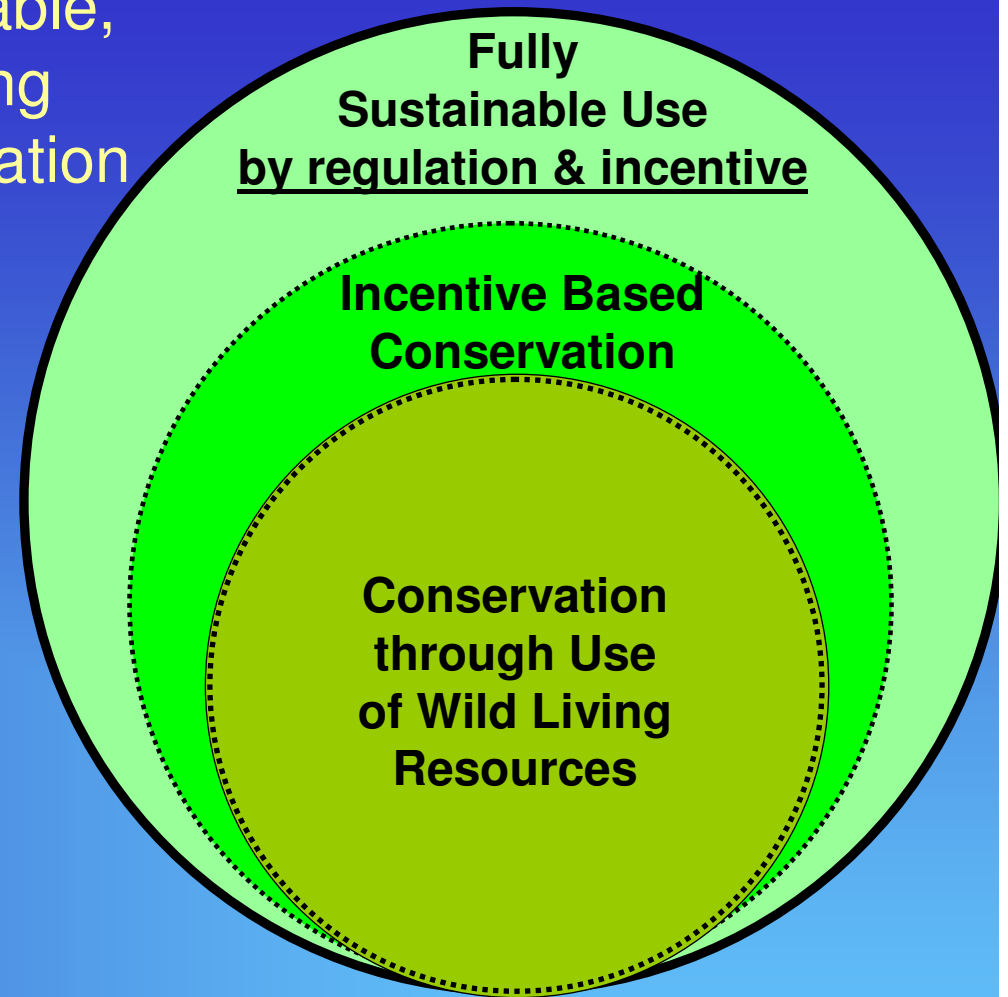 Fully
Sustainable Use
by regulation & incentive
Incentive Based
Conservation
Conservation
through Use
of Wild Living
Resources